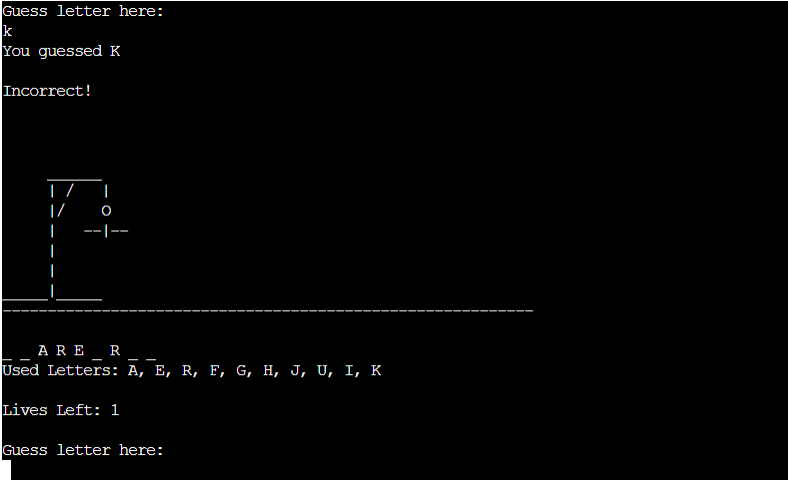 Guess letter here:
k
You guessed K
Incorrect!
______
| / |
|/ O
| --|--
|
|
_____|_____
-----------------------------------------------------------
_ _ A R E _ R _ _
Used Letters: A, E, R, F, G, H, J, U, I, K
Lives Left: 1
Guess letter here: